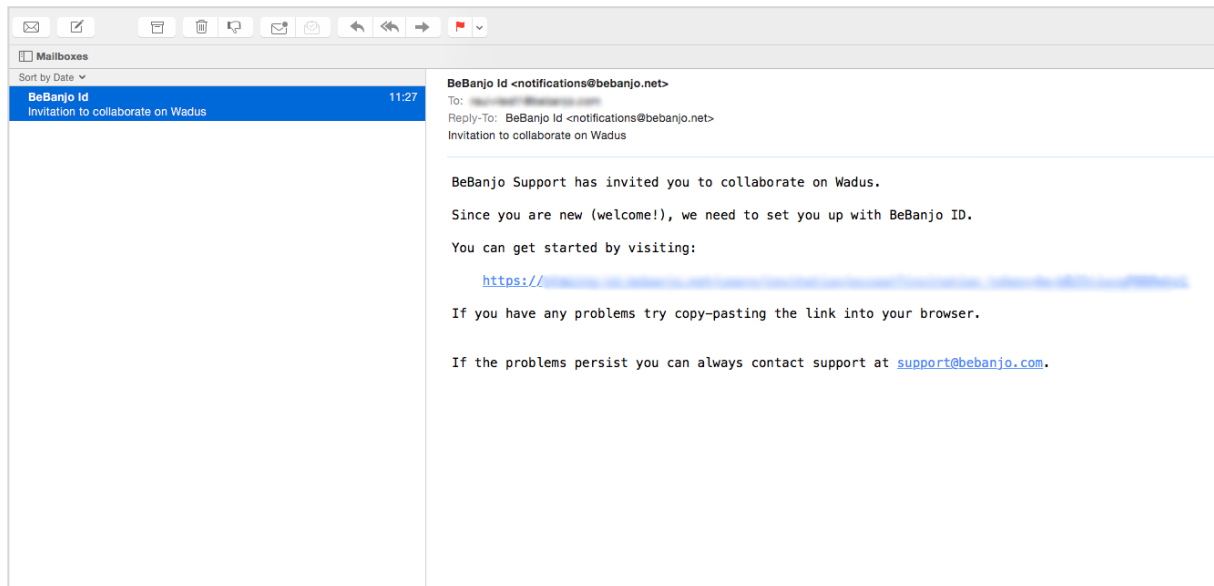 Mailboxes
Sort by Date
BeBanjo Id 11:27
Invitation to collaborate on Wadus
BeBanjo Id <notifications@bebanjo.net>
To:
Reply-To: BeBanjo Id <notifications@bebanjo.net>
Invitation to collaborate on Wadus
BeBanjo Support has invited you to collaborate on Wadus.
Since you are new (welcome!), we need to set you up with BeBanjo ID.
You can get started by visiting:
https://
If you have any problems try copy-pasting the link into your browser.
If the problems persist you can always contact support at support@bebanjo.com.